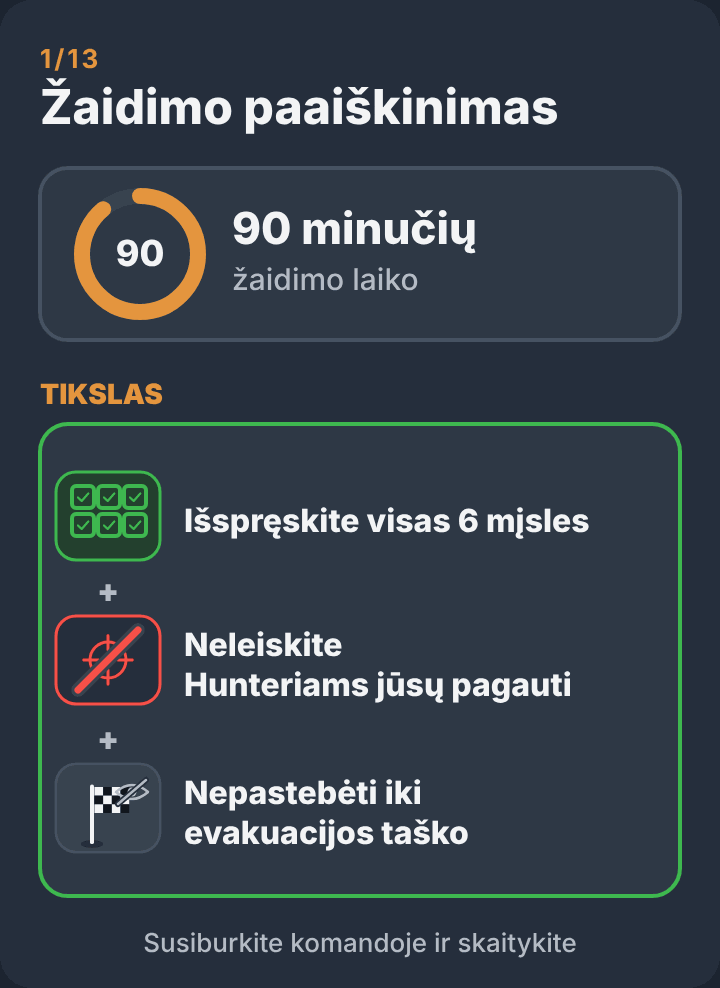 1/13
Žaidimo paaiškinimas
90
90 minučių
žaidimo laiko
TIKSLAS
Išspręskite visas 6 mįsles
+
Neleiskite
Hunteriams jūsų pagauti
+
Nepastebėti iki
evakuacijos taško
Susiburkite komandoje ir skaitykite